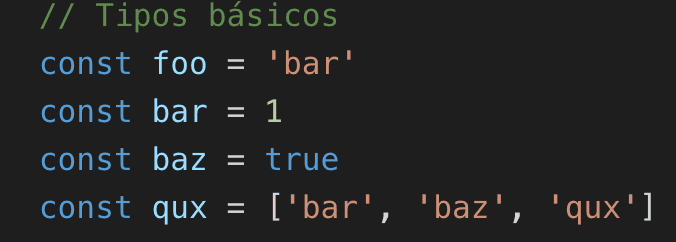 // Tipos básicos
const foo = 'bar'
const bar = 1
const baz = true
const qux = ['bar', 'baz', 'qux']